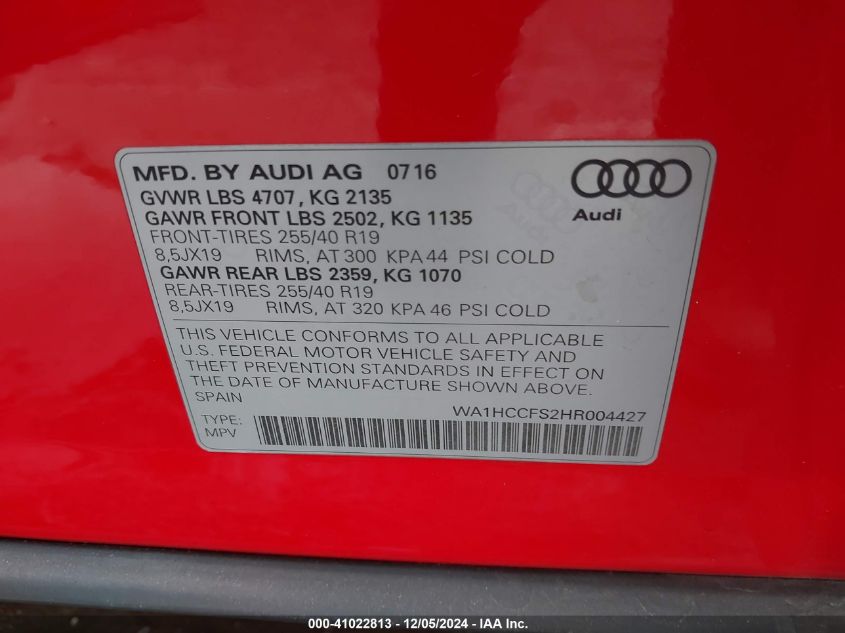 MFD. BY AUDI AG 0716
GVWR LBS 4707, KG 2135
GAWR FRONT LBS 2502, KG 1135
FRONT-TIRES 255/40 R19
8,5JX19 RIMS, AT 300 KPA 44 PSI COLD
GAWR REAR LBS 2359, KG 1070
REAR-TIRES 255/40 R19
8,5JX19 RIMS, AT 320 KPA 46 PSI COLD
Audi
THIS VEHICLE CONFORMS TO ALL APPLICABLE
U.S. FEDERAL MOTOR VEHICLE SAFETY AND
THEFT PREVENTION STANDARDS IN EFFECT ON
THE DATE OF MANUFACTURE SHOWN ABOVE.
SPAIN
WA1HCCFS2HR004427
TYPE:
MPV
000-41022813 - 12/05/2024 - IAA Inc.